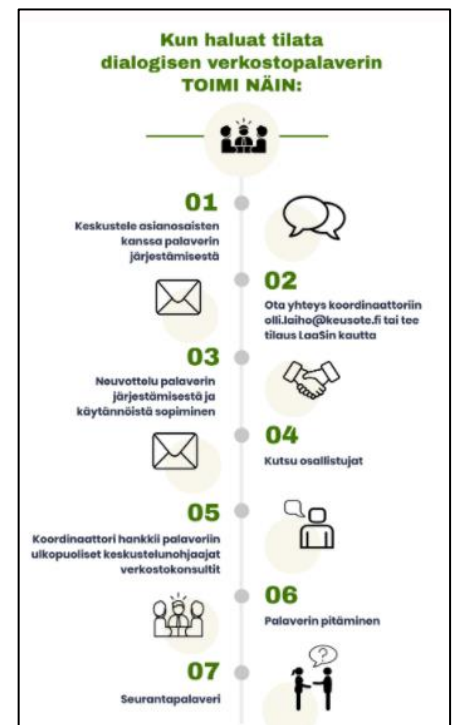 Kun haluat tilata
dialogisen verkostopalaverin
TOIMI NÄIN:
01
Keskustele asianosaisten
kanssa palaverin
järjestämisestä
02
Ota yhteys koordinaattoriin
olli.laiho@keusote.fi tai tee
tilaus LaaSin kautta
03
Neuvottelu palaverin
järjestämisestä ja
käytännöistä sopiminen
04
Kutsu osallistujat
05
Koordinaattori hankkii palaveriin
ulkopuoliset keskustelunohjaajat
verkostokonsultit
06
Palaverin pitäminen
07
Seurantapalaveri